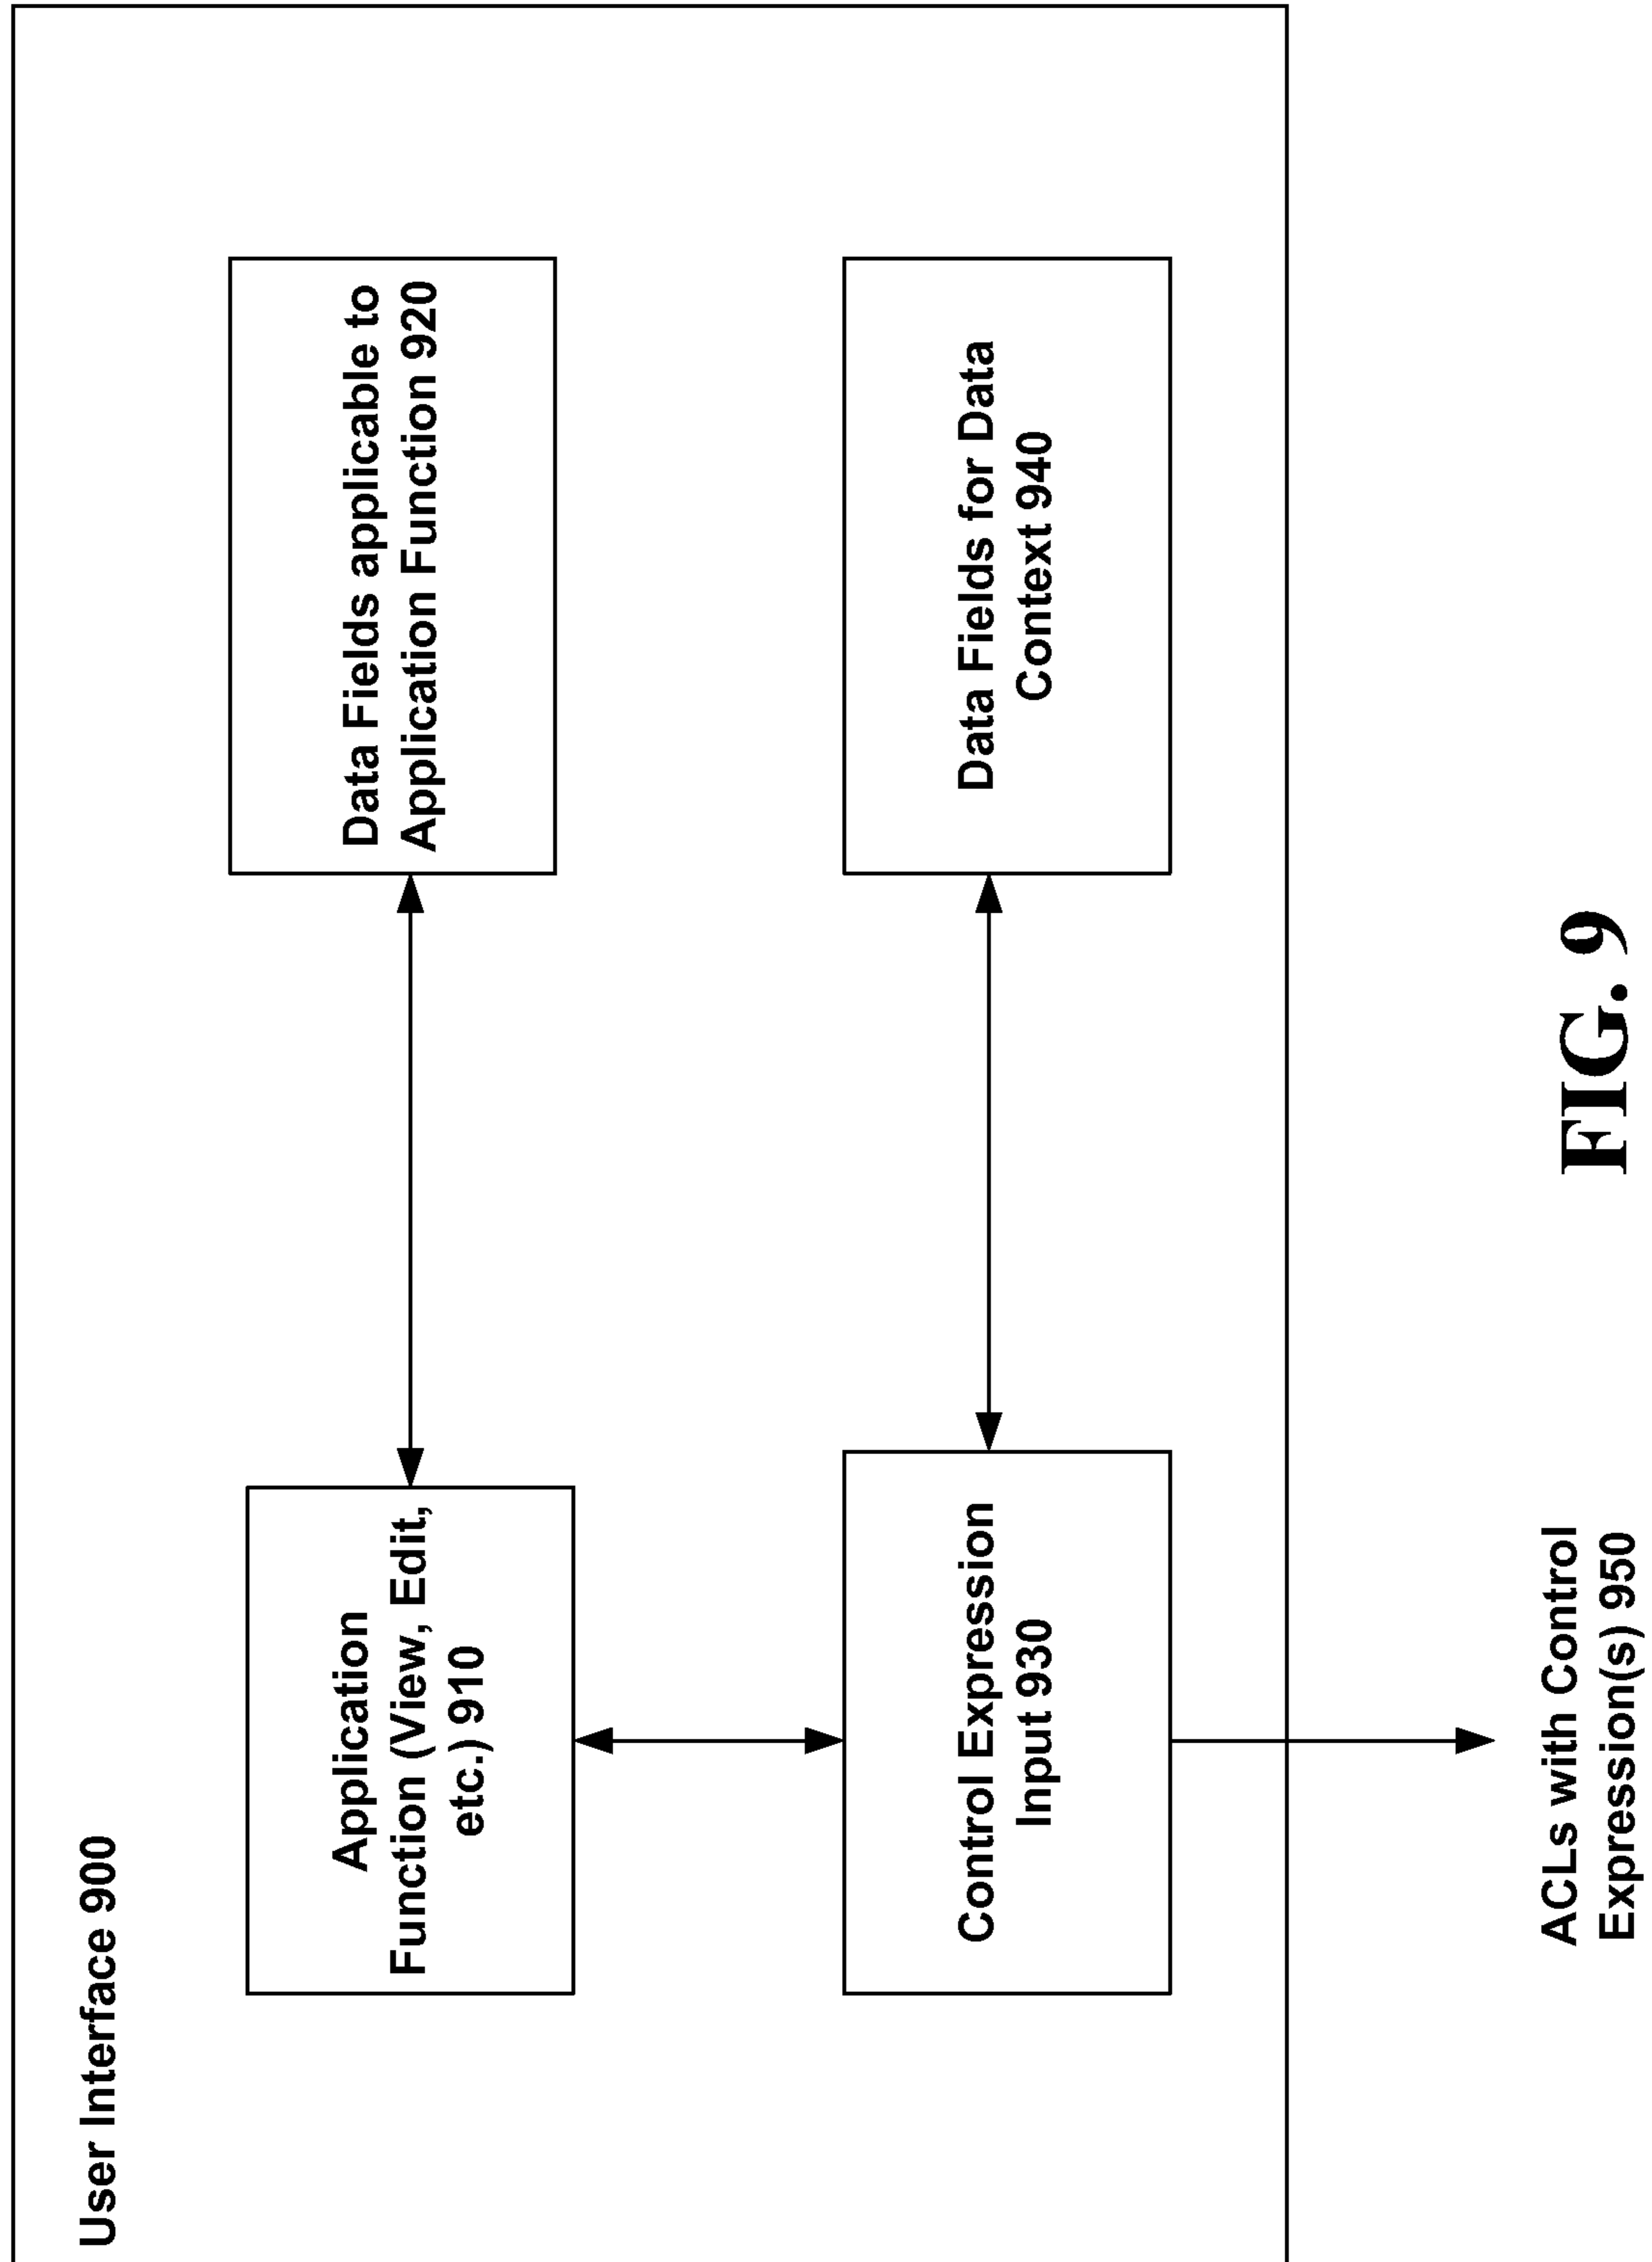 User Interface 900
Application
Function (View, Edit,
etc.) 910
Data Fields applicable to
Application Function 920
Control Expression
Input 930
Data Fields for Data
Context 940
ACLs with Control
Expression(s) 950
FIG. 9